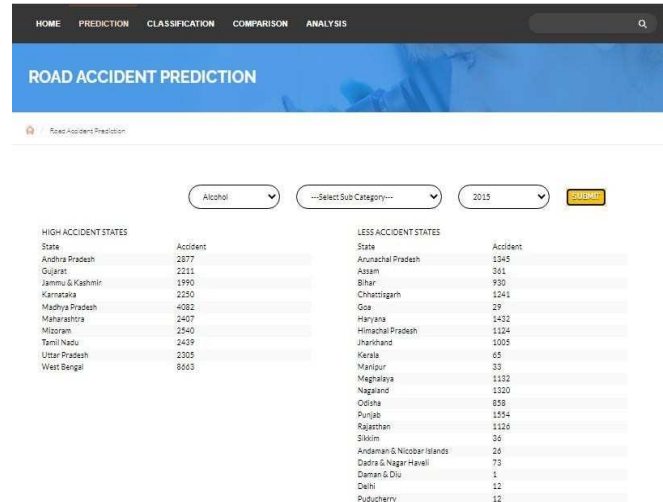 HOME PREDICTION CLASSIFICATION COMPARISON ANALYSIS
ROAD ACCIDENT PREDICTION
/ Road Accident Prediction
Alcohol ---Select Sub Category--- 2015 SUBMIT
HIGH ACCIDENT STATES
State Accident
Andhra Pradesh 2877
Gujarat 2211
Jammu & Kashmir 1990
Karnataka 2250
Madhya Pradesh 4082
Maharashtra 2407
Mizoram 2540
Tamil Nadu 2439
Uttar Pradesh 2305
West Bengal 8663
LESS ACCIDENT STATES
State Accident
Arunachal Pradesh 1345
Assam 361
Bihar 930
Chhattisgarh 1241
Goa 29
Haryana 1432
Himachal Pradesh 1124
Jharkhand 1005
Kerala 65
Manipur 33
Meghalaya 1132
Nagaland 1320
Odisha 858
Punjab 1554
Rajasthan 1126
Sikkim 36
Andaman & Nicobar Islands 26
Dadra & Nagar Haveli 73
Daman & Diu 1
Delhi 12
Puducherry 12